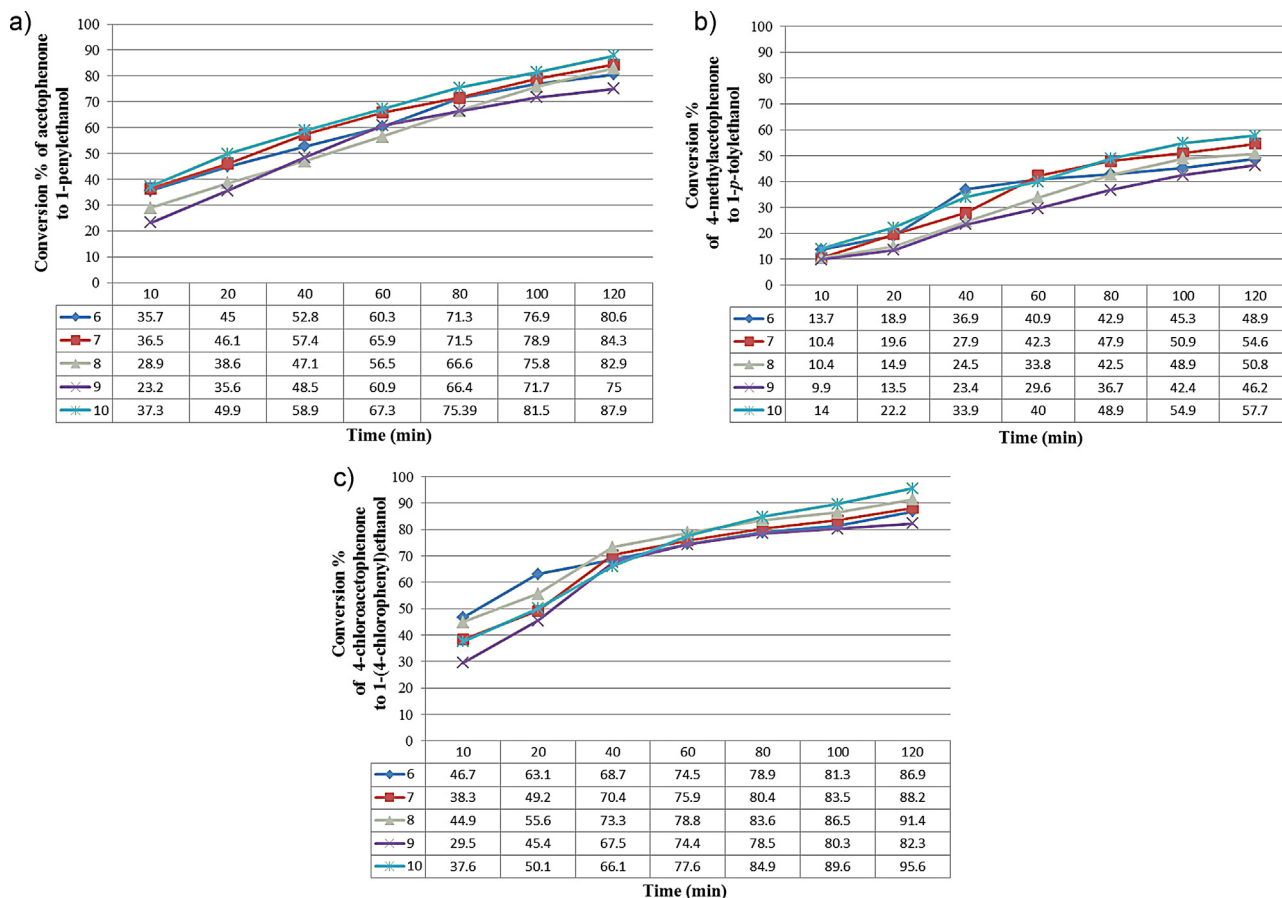 a)
Conversion % of acetophenone
to 1-penylethanol
100
90
80
70
60
50
40
30
20
10
0
10 20 40 60 80 100 120
6 35.7 45 52.8 60.3 71.3 76.9 80.6
7 36.5 46.1 57.4 65.9 71.5 78.9 84.3
8 28.9 38.6 47.1 56.5 66.6 75.8 82.9
9 23.2 35.6 48.5 60.9 66.4 71.7 75
10 37.3 49.9 58.9 67.3 75.39 81.5 87.9
Time (min)
b)
Conversion %
of 4-methylacetophenone
to 1-p-tolylethanol
100
90
80
70
60
50
40
30
20
10
0
10 20 40 60 80 100 120
6 13.7 18.9 36.9 40.9 42.9 45.3 48.9
7 10.4 19.6 27.9 42.3 47.9 50.9 54.6
8 10.4 14.9 24.5 33.8 42.5 48.9 50.8
9 9.9 13.5 23.4 29.6 36.7 42.4 46.2
10 14 22.2 33.9 40 48.9 54.9 57.7
Time (min)
c)
Conversion %
of 4-chloroacetophenone
to 1-(4-chlorophenyl)ethanol
100
90
80
70
60
50
40
30
20
10
0
10 20 40 60 80 100 120
6 46.7 63.1 68.7 74.5 78.9 81.3 86.9
7 38.3 49.2 70.4 75.9 80.4 83.5 88.2
8 44.9 55.6 73.3 78.8 83.6 86.5 91.4
9 29.5 45.4 67.5 74.4 78.5 80.3 82.3
10 37.6 50.1 66.1 77.6 84.9 89.6 95.6
Time (min)